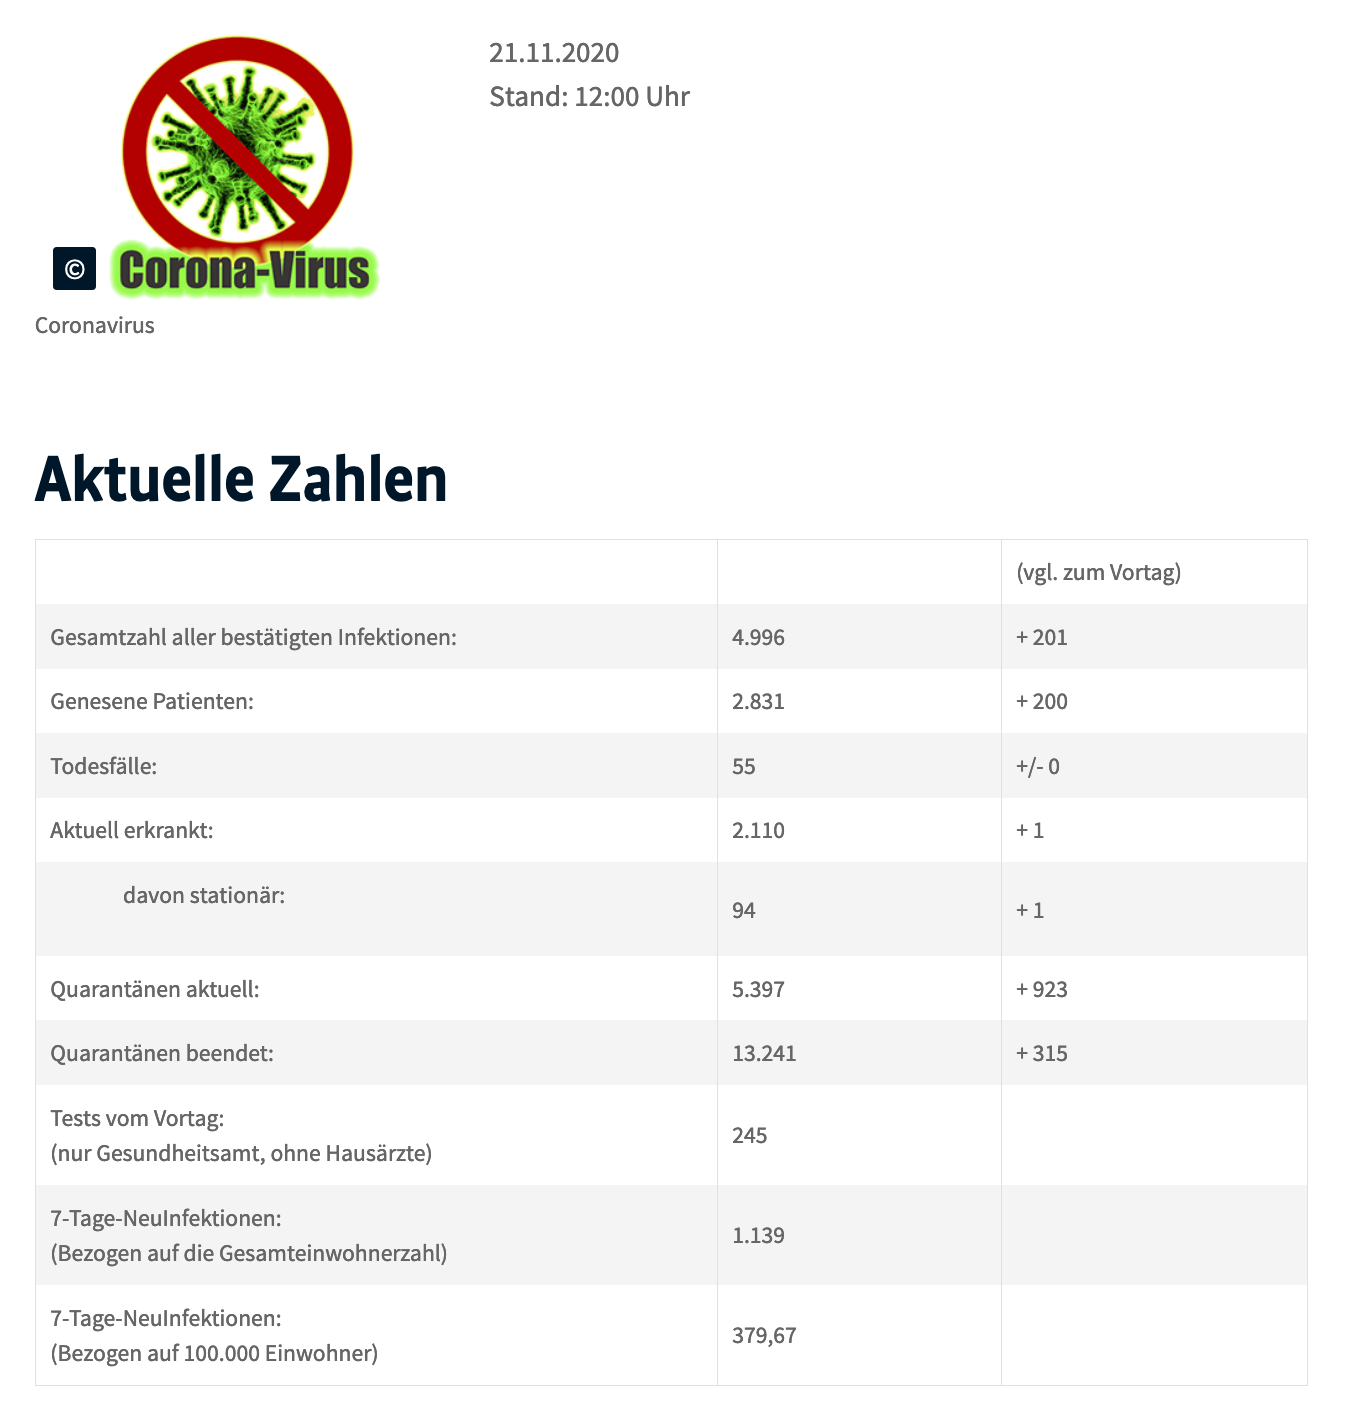 21.11.2020
Stand: 12:00 Uhr
©
Corona-Virus
Coronavirus
Aktuelle Zahlen
(vgl. zum Vortag)
Gesamtzahl aller bestätigten Infektionen: 4.996 + 201
Genesene Patienten: 2.831 + 200
Todesfälle: 55 +/- 0
Aktuell erkrankt: 2.110 + 1
davon stationär: 94 + 1
Quarantänen aktuell: 5.397 + 923
Quarantänen beendet: 13.241 + 315
Tests vom Vortag:
(nur Gesundheitsamt, ohne Hausärzte) 245
7-Tage-NeuInfektionen:
(Bezogen auf die Gesamteinwohnerzahl) 1.139
7-Tage-NeuInfektionen:
(Bezogen auf 100.000 Einwohner) 379,67